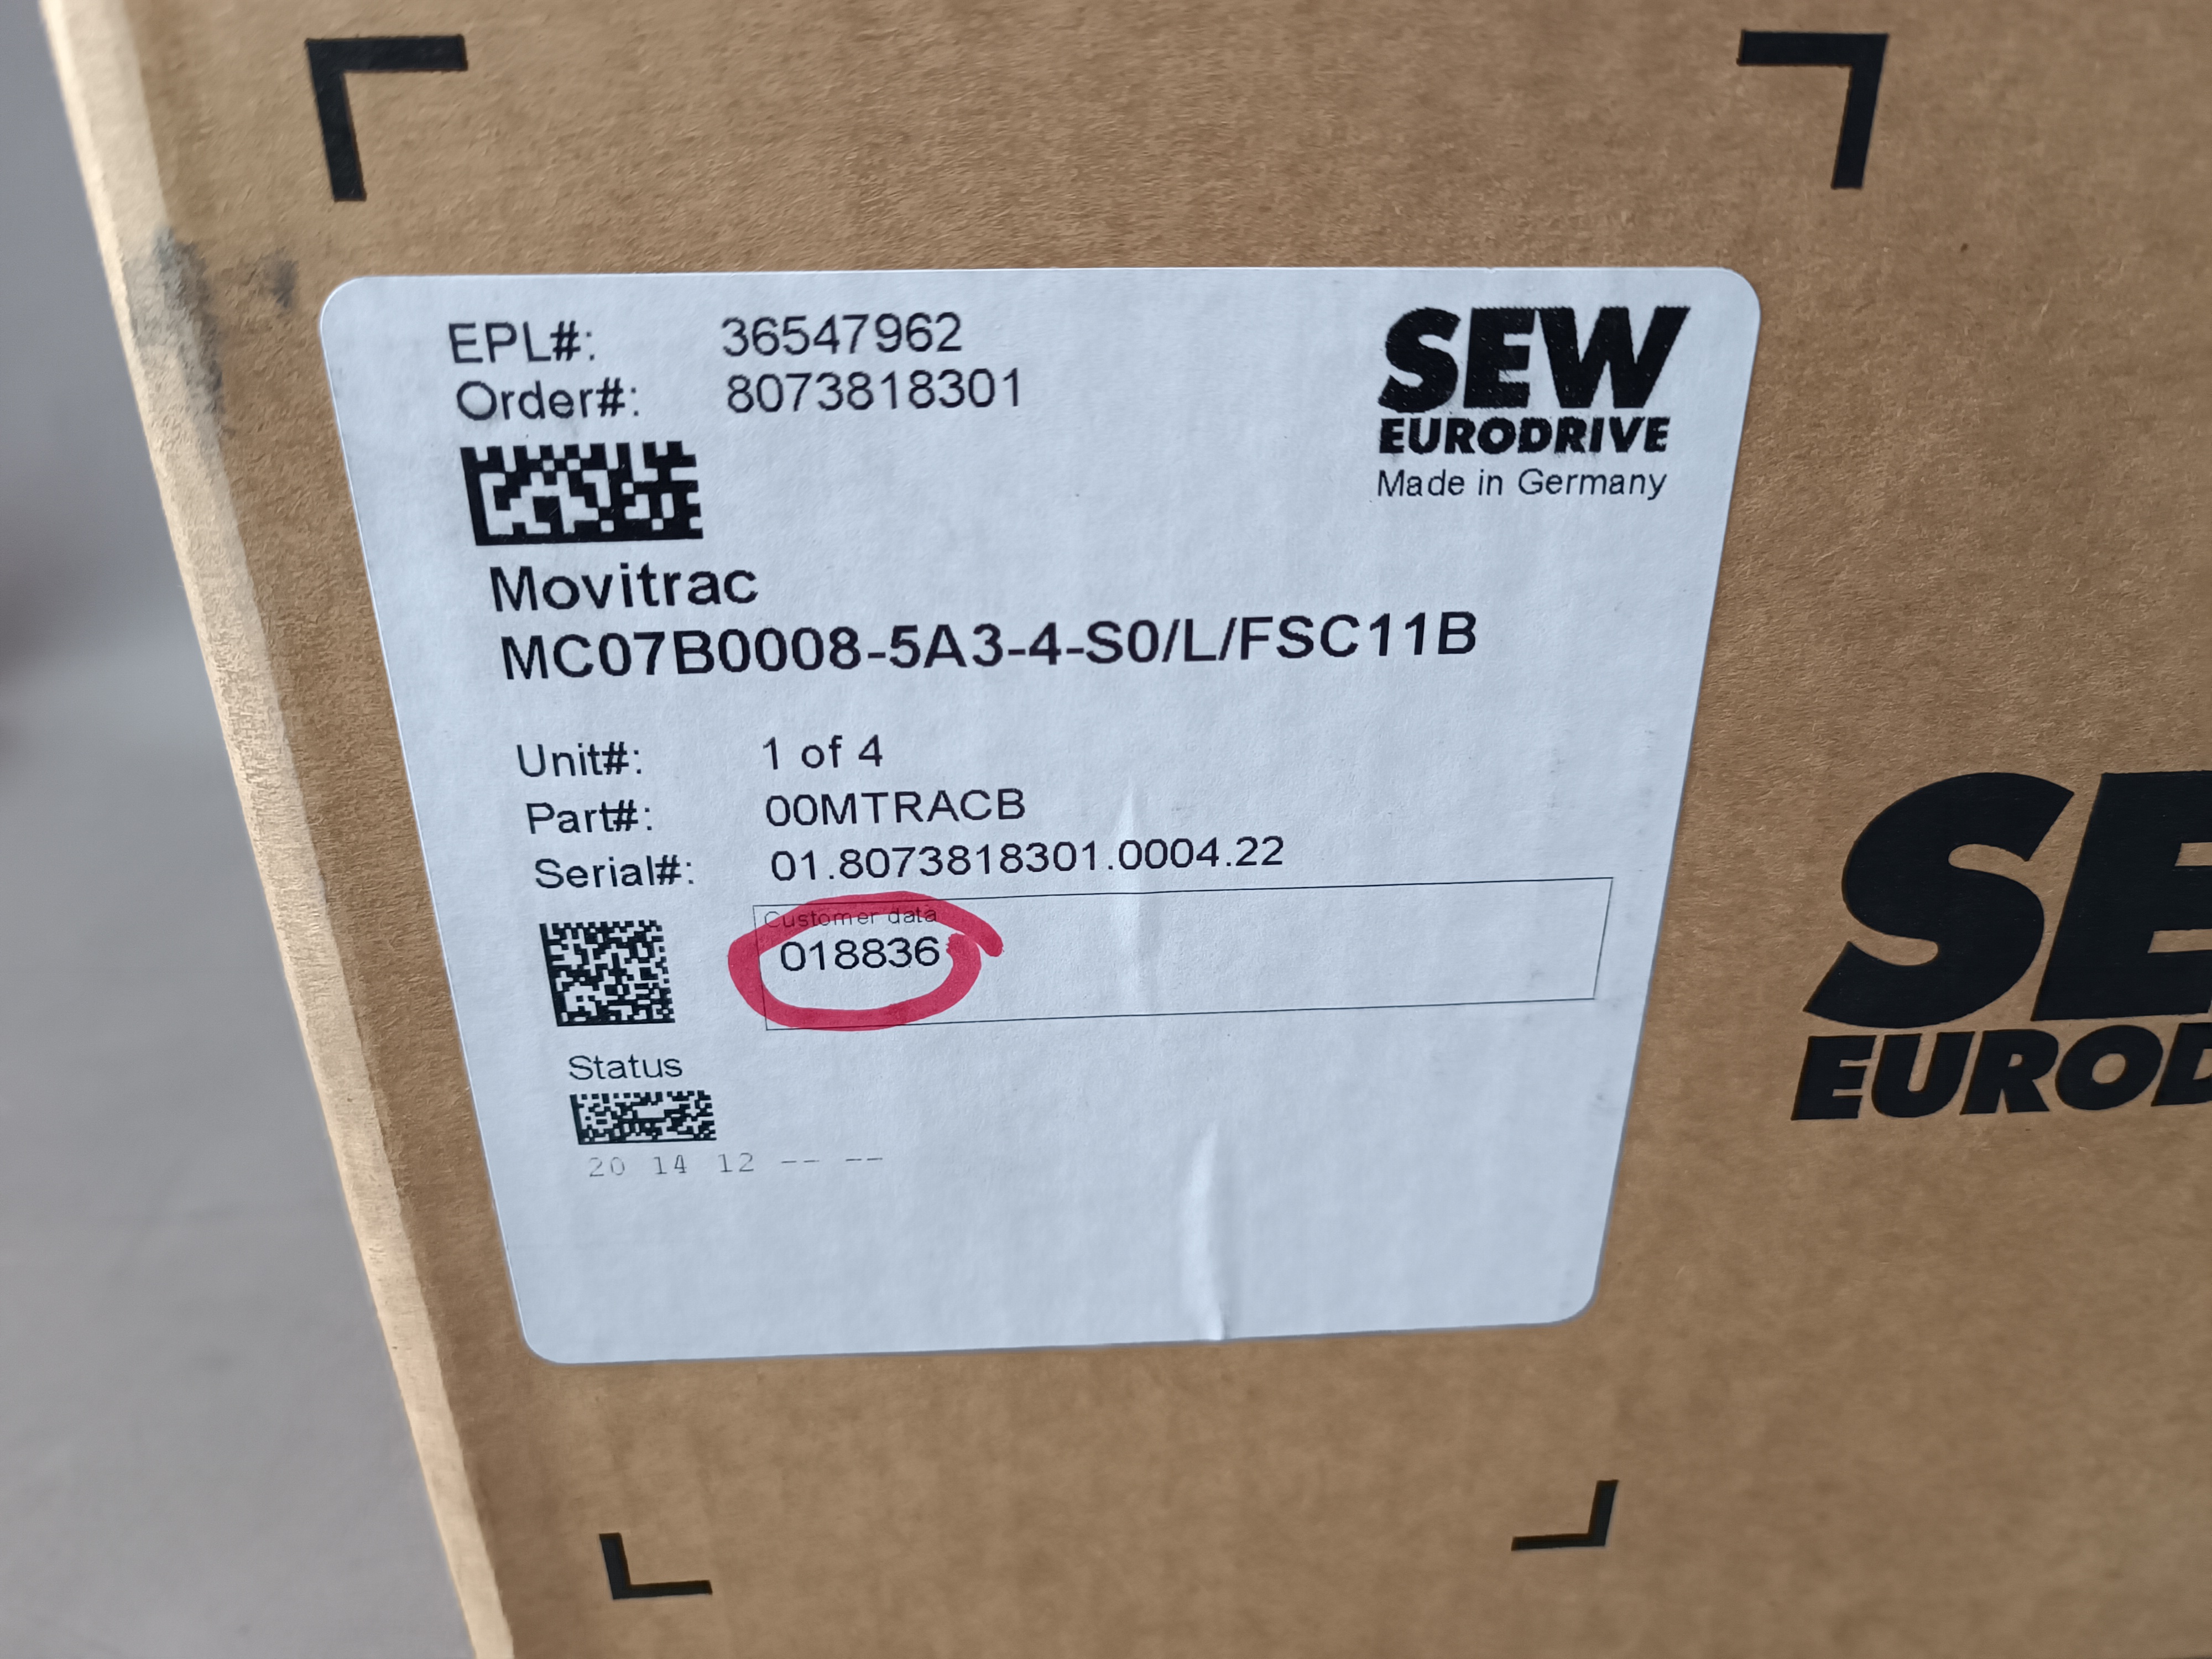 EPL#: 36547962
Order#: 8073818301
SEW
EURODRIVE
Made in Germany
Movitrac
MC07B0008-5A3-4-S0/L/FSC11B
Unit#: 1 of 4
Part#: 00MTRACB
Serial#: 01.8073818301.0004.22
Customer data
018836
Status
20 14 12 -- --
SE
EURO